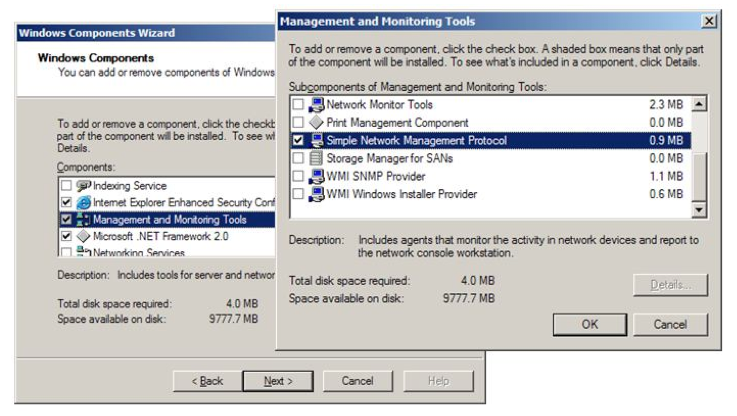 Windows Components Wizard
Windows Components
You can add or remove components of Windows
To add or remove a component, click the checkb
part of the component will be installed. To see wh
Details.
Components:
Indexing Service
Internet Explorer Enhanced Security Conf
Management and Monitoring Tools
Microsoft .NET Framework 2.0
Networking Services
Description: Includes tools for server and networ
Total disk space required: 4.0 MB
Space available on disk: 9777.7 MB
< Back Next > Cancel Help
Management and Monitoring Tools
To add or remove a component, click the check box. A shaded box means that only part
of the component will be installed. To see what's included in a component, click Details.
Subcomponents of Management and Monitoring Tools:
Network Monitor Tools 2.3 MB
Print Management Component 0.0 MB
Simple Network Management Protocol 0.9 MB
Storage Manager for SANs 0.0 MB
WMI SNMP Provider 1.1 MB
WMI Windows Installer Provider 0.6 MB
Description: Includes agents that monitor the activity in network devices and report to
the network console workstation.
Total disk space required: 4.0 MB
Space available on disk: 9777.7 MB
Details...
OK Cancel